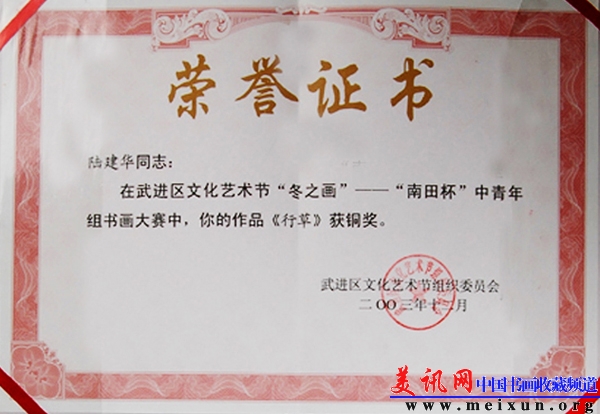 荣誉证书
陆建华同志：
在武进区文化艺术节“冬之画”——“南田杯”中青年
组书画大赛中，你的作品《行草》获铜奖。
武进区文化艺术节组织委员会
二〇〇三年十二月
美讯网 中国书画收藏频道
www.meixun.org